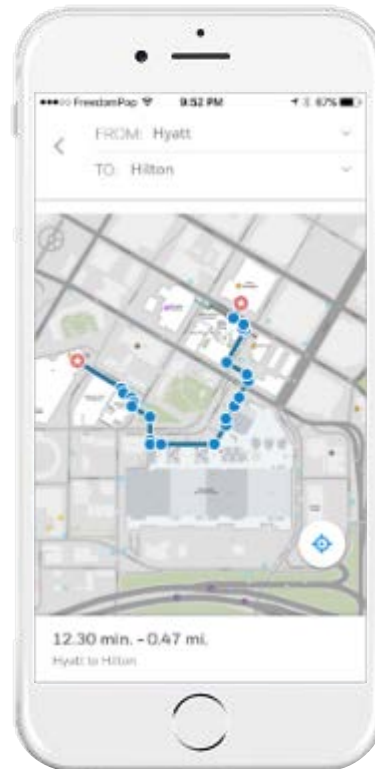 FreedomPop 9:52 PM 67%
FROM: Hyatt
TO: Hilton
12.30 min. - 0.47 mi.
Hyatt to Hilton